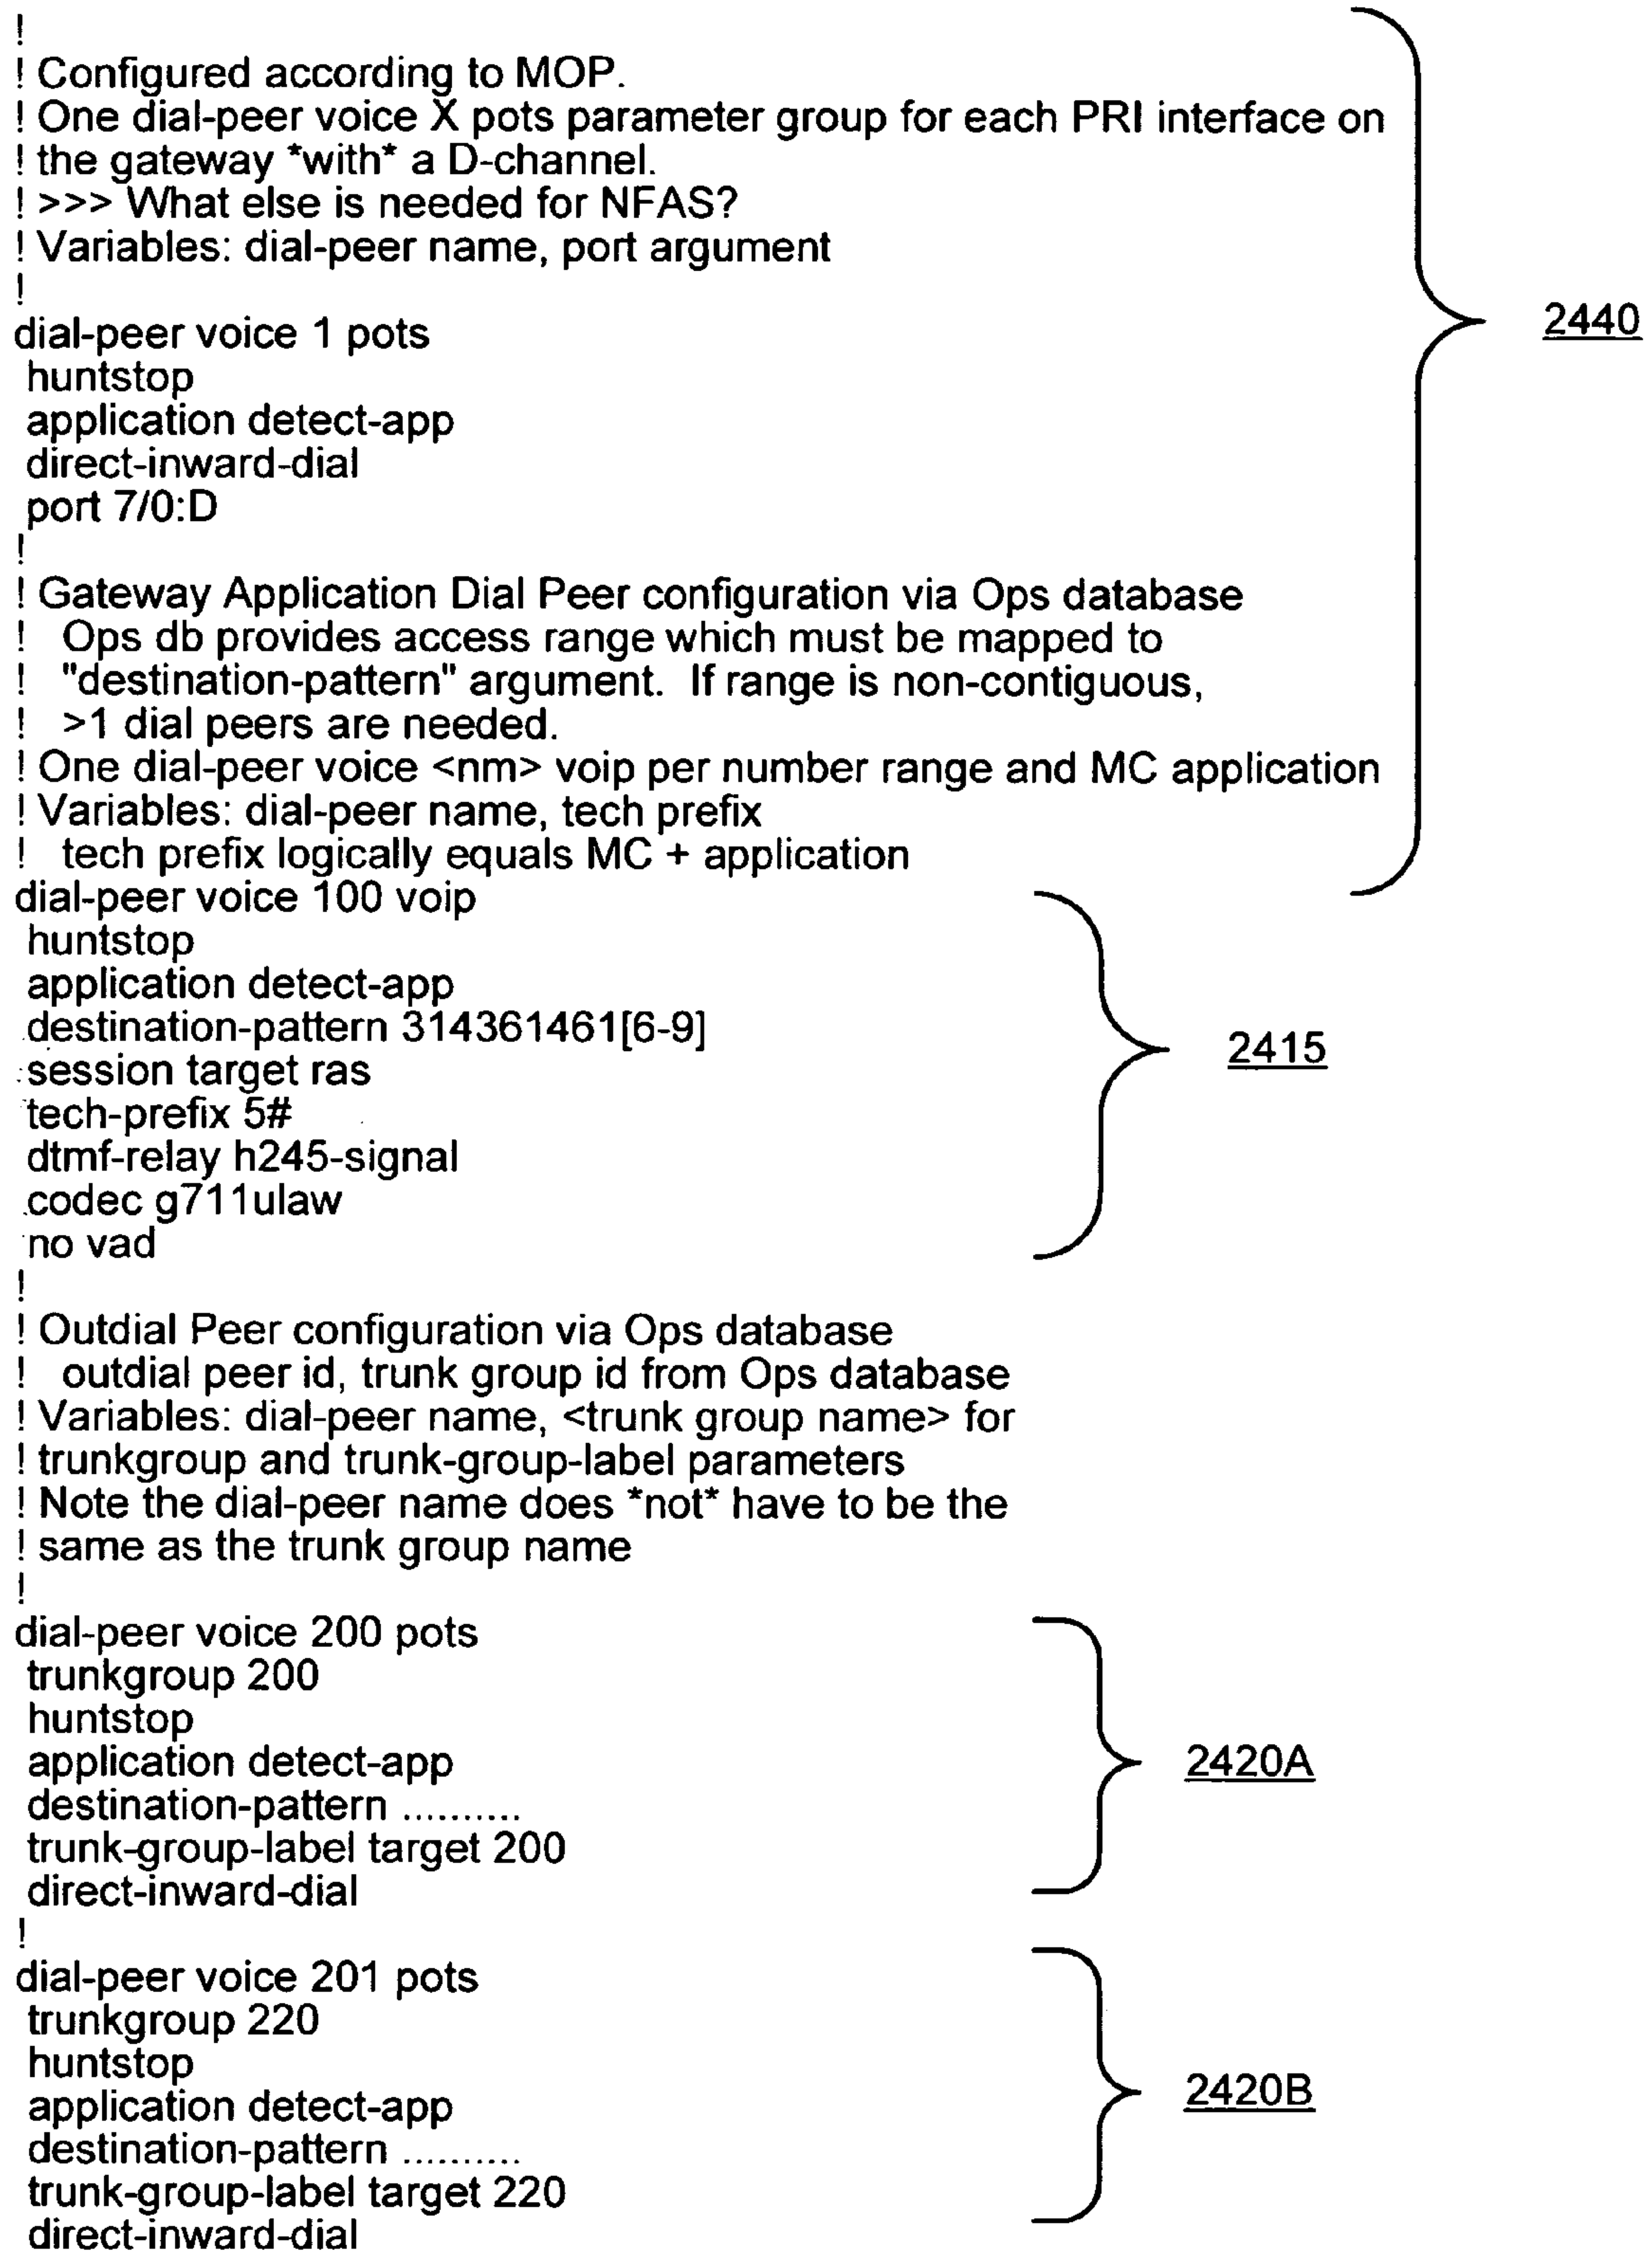 !
! Configured according to MOP.
! One dial-peer voice X pots parameter group for each PRI interface on
! the gateway *with* a D-channel.
! >>> What else is needed for NFAS?
! Variables: dial-peer name, port argument
!
2440
dial-peer voice 1 pots
huntstop
application detect-app
direct-inward-dial
port 7/0:D
!
! Gateway Application Dial Peer configuration via Ops database
! Ops db provides access range which must be mapped to
! "destination-pattern" argument. If range is non-contiguous,
! >1 dial peers are needed.
! One dial-peer voice <nm> voip per number range and MC application
! Variables: dial-peer name, tech prefix
! tech prefix logically equals MC + application
dial-peer voice 100 voip
huntstop
application detect-app
destination-pattern 314361461[6-9]
2415
session target ras
tech-prefix 5#
dtmf-relay h245-signal
codec g711ulaw
no vad
!
! Outdial Peer configuration via Ops database
! outdial peer id, trunk group id from Ops database
! Variables: dial-peer name, <trunk group name> for
! trunkgroup and trunk-group-label parameters
! Note the dial-peer name does *not* have to be the
! same as the trunk group name
!
dial-peer voice 200 pots
trunkgroup 200
huntstop
application detect-app
2420A
destination-pattern ..........
trunk-group-label target 200
direct-inward-dial
!
dial-peer voice 201 pots
trunkgroup 220
huntstop
2420B
application detect-app
destination-pattern ..........
trunk-group-label target 220
direct-inward-dial